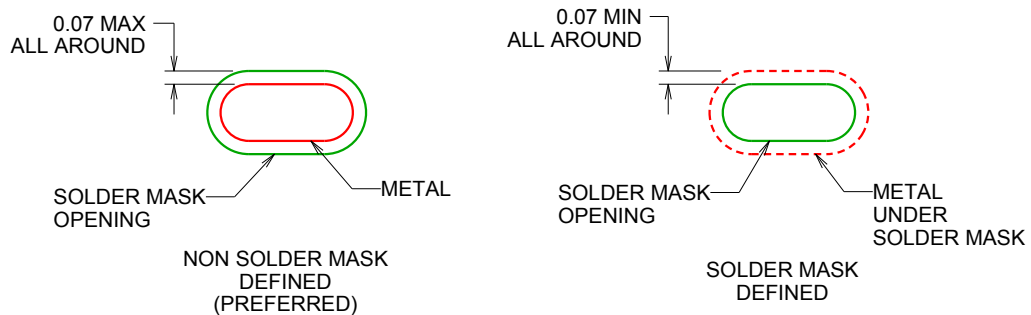 0.07 MAX
ALL AROUND
SOLDER MASK
OPENING
METAL
NON SOLDER MASK
DEFINED
(PREFERRED)
0.07 MIN
ALL AROUND
SOLDER MASK
OPENING
METAL
UNDER
SOLDER MASK
SOLDER MASK
DEFINED